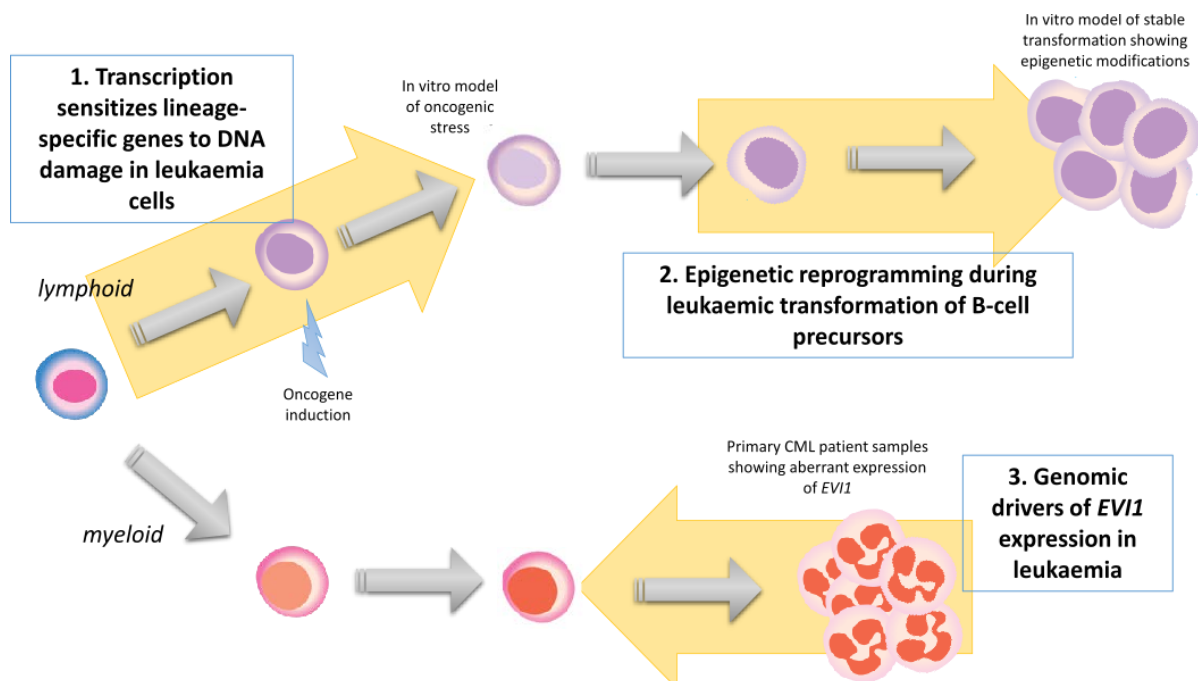 1. Transcription
sensitizes lineage-
specific genes to DNA
damage in leukaemia
cells
In vitro model
of oncogenic
stress
In vitro model of stable
transformation showing
epigenetic modifications
lymphoid
Oncogene
induction
2. Epigenetic reprogramming during
leukaemic transformation of B-cell
precursors
myeloid
Primary CML patient samples
showing aberrant expression
of EVI1
3. Genomic
drivers of EVI1
expression in
leukaemia